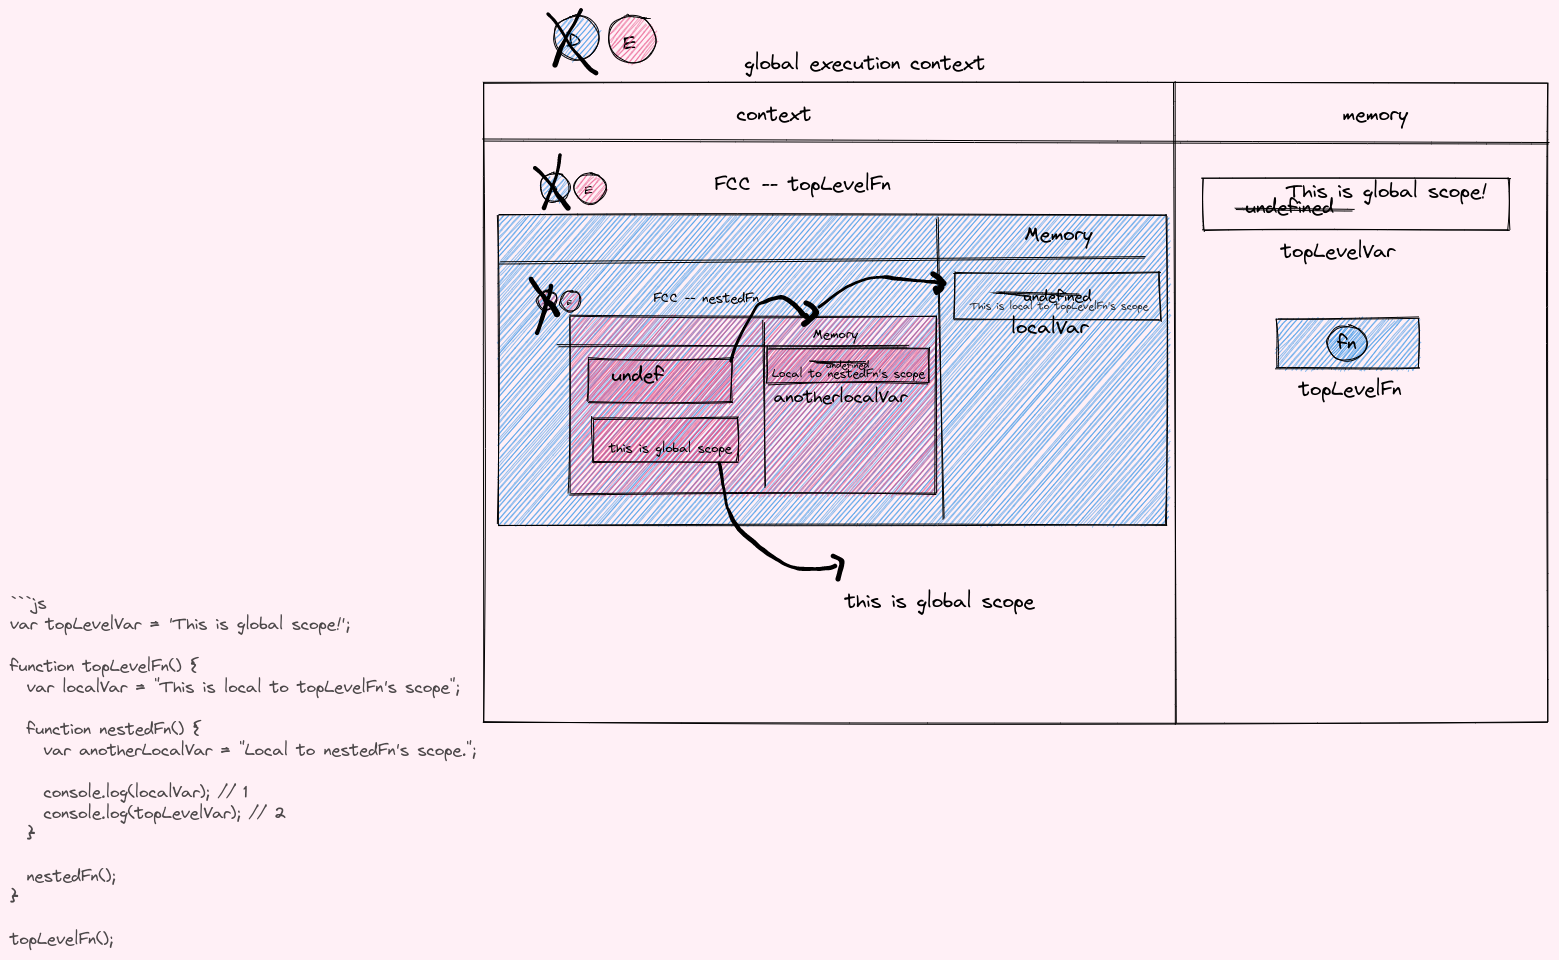 E
global execution context
context
memory
E
FCC -- topLevelFn
This is global scope!
undefined
topLevelVar
Memory
FCC -- nestedFn
E
undefined
This is local to topLevelFn's scope
localVar
Memory
undef
undefined
Local to nestedFn's scope
anotherlocalVar
this is global scope
fn
topLevelFn
this is global scope
```js
var topLevelVar = 'This is global scope!';
function topLevelFn() {
var localVar = "This is local to topLevelFn's scope";
function nestedFn() {
var anotherLocalVar = "Local to nestedFn's scope.";
console.log(localVar); // 1
console.log(topLevelVar); // 2
}
nestedFn();
}
topLevelFn();